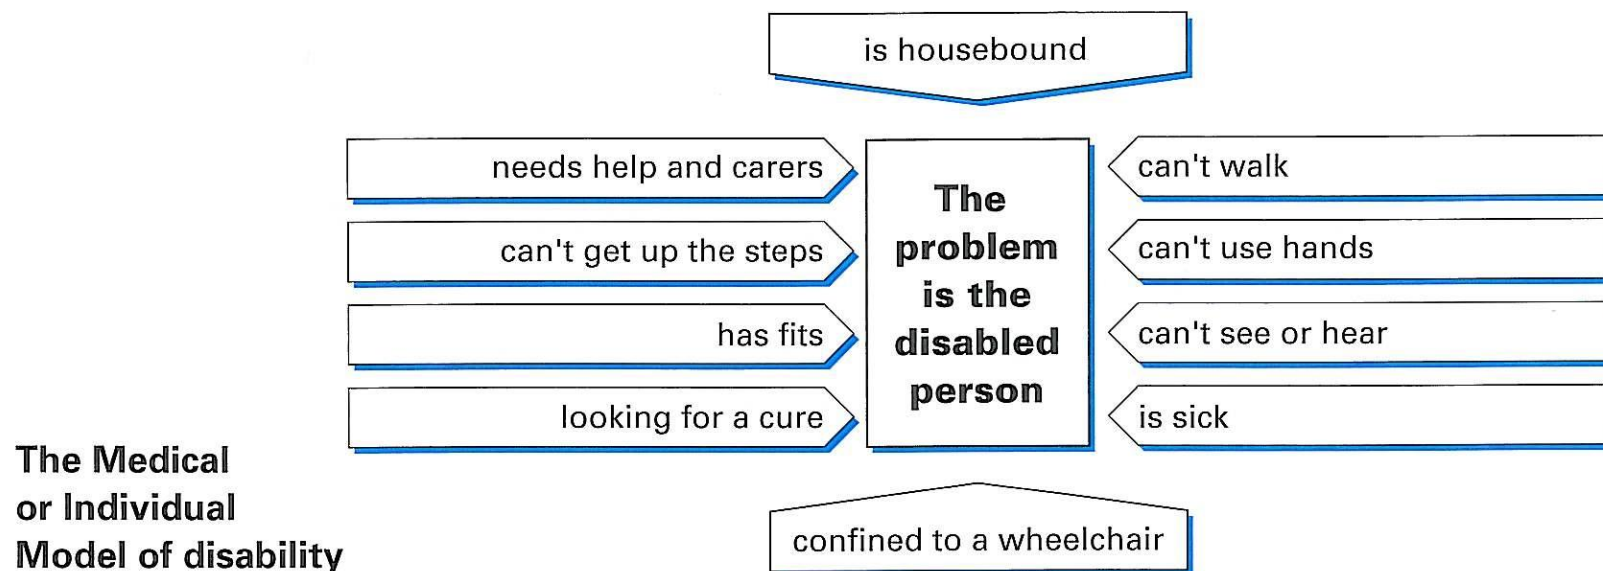 is housebound
needs help and carers
can't get up the steps
has fits
looking for a cure
The
problem
is the
disabled
person
can't walk
can't use hands
can't see or hear
is sick
confined to a wheelchair
The Medical
or Individual
Model of disability